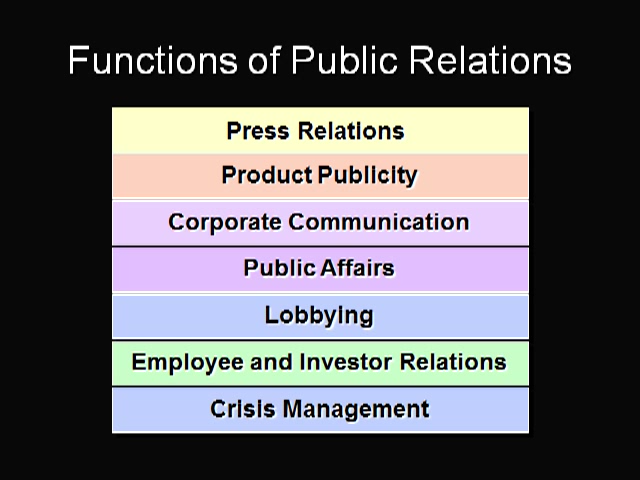 Functions of Public Relations
Press Relations
Product Publicity
Corporate Communication
Public Affairs
Lobbying
Employee and Investor Relations
Crisis Management